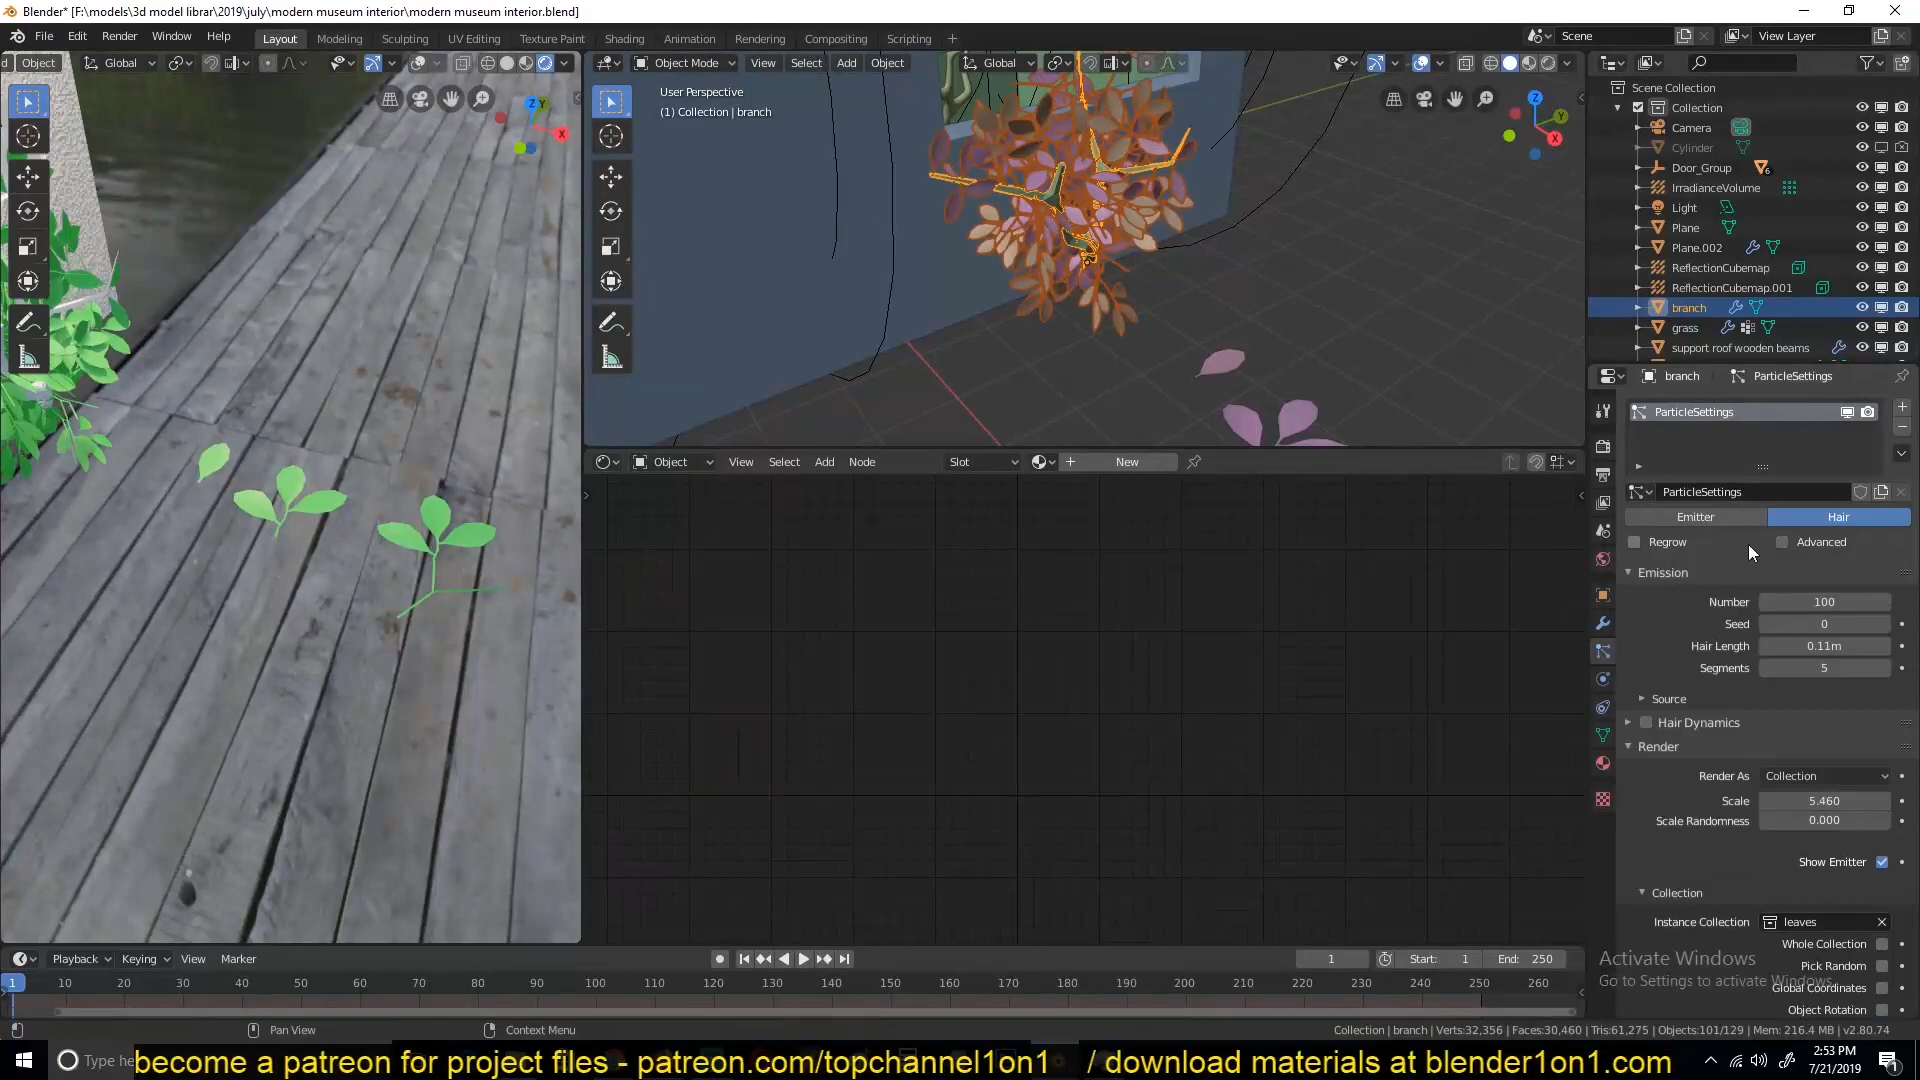 Blender* [F:\models\3d model librar\2019\july\modern museum interior\modern museum interior.blend]
File Edit Render Window Help Layout Modeling Sculpting UV Editing Texture Paint Shading Animation Rendering Compositing Scripting Scene View Layer
Object Global
Object Mode View Select Add Object Global
User Perspective
(1) Collection | branch
Scene Collection
Collection
Camera
Cylinder
Door_Group 6
IrradianceVolume
Light
Plane
Plane.002
ReflectionCubemap
ReflectionCubemap.001
branch
grass
support roof wooden beams
branch ParticleSettings
ParticleSettings
ParticleSettings
Emitter Hair
Regrow Advanced
Emission
Number 100
Seed 0
Hair Length 0.11m
Segments 5
Source
Hair Dynamics
Render
Render As Collection
Scale 5.460
Scale Randomness 0.000
Show Emitter
Collection
Instance Collection leaves
Whole Collection
Pick Random
Global Coordinates
Object Rotation
Object View Select Add Node Slot New
Playback Keying View Marker 1 Start: 1 End: 250
1 10 20 30 40 50 60 70 80 90 100 110 120 130 140 150 160 170 180 190 200 210 220 230 240 250 260
Pan View Context Menu
Collection | branch | Verts:32,356 | Faces:30,460 | Tris:61,275 | Objects:101/129 | Mem: 216.4 MB | v2.80.74
Activate Windows
Go to Settings to activate Windows.
Type he
become a patreon for project files - patreon.com/topchannel1on1 / download materials at blender1on1.com
2:53 PM
7/21/2019
1